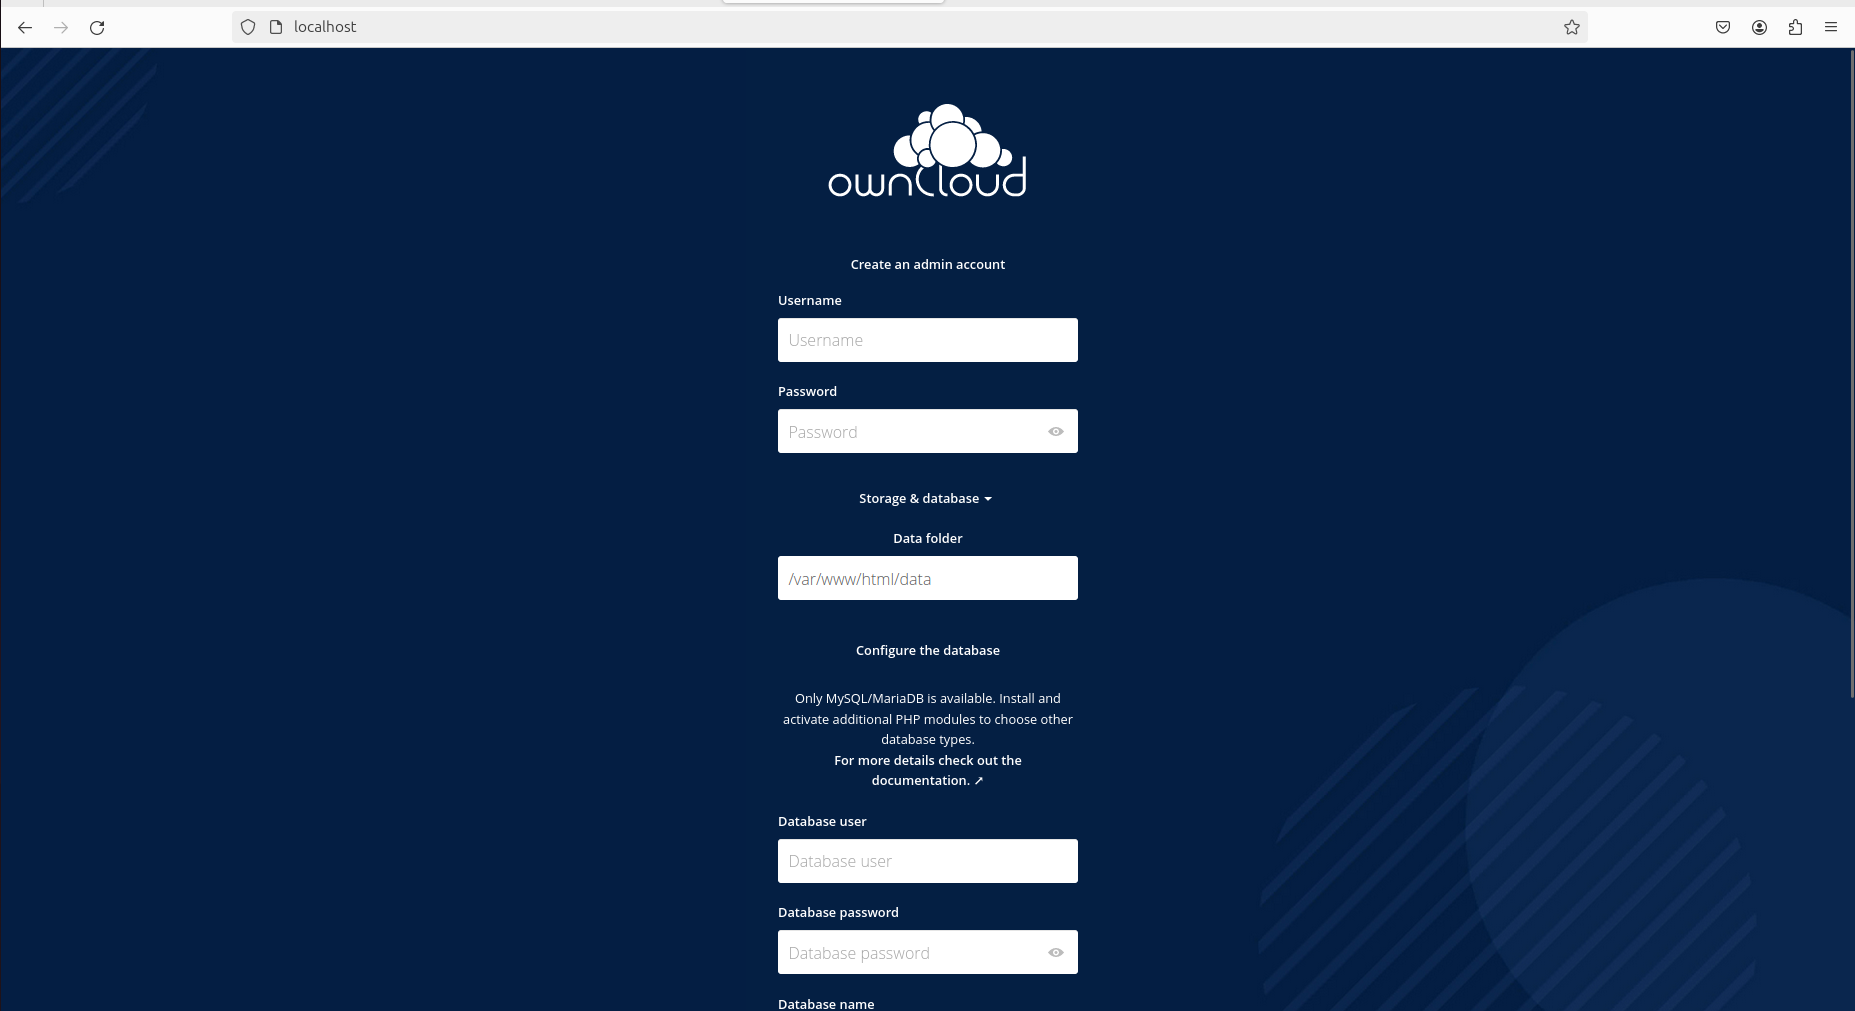 localhost
ownCloud
Create an admin account
Username
Username
Password
Password
Storage & database
Data folder
/var/www/html/data
Configure the database
Only MySQL/MariaDB is available. Install and
activate additional PHP modules to choose other
database types.
For more details check out the
documentation. ↗
Database user
Database user
Database password
Database password
Database name